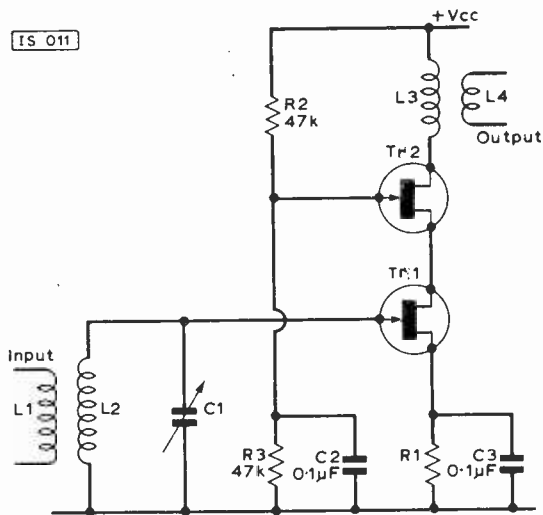 IS 011
+Vcc
L3
L4
Output
R2
47k
TR2
TR1
Input
L1
L2
C1
R3
47k
C2
0·1µF
R1
C3
0·1µF